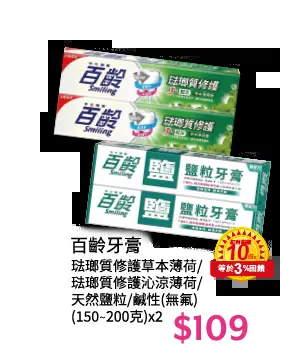 百齡
Smiling
琺瑯質修護
百齡
Smiling
琺瑯質修護
百齡
Smiling
鹽
鹽粒牙膏
百齡
Smiling
鹽
鹽粒牙膏
百齡牙膏
琺瑯質修護草本薄荷/
琺瑯質修護沁涼薄荷/
天然鹽粒/鹹性(無氟)
(150~200克)x2
10
等於3%回饋
$109